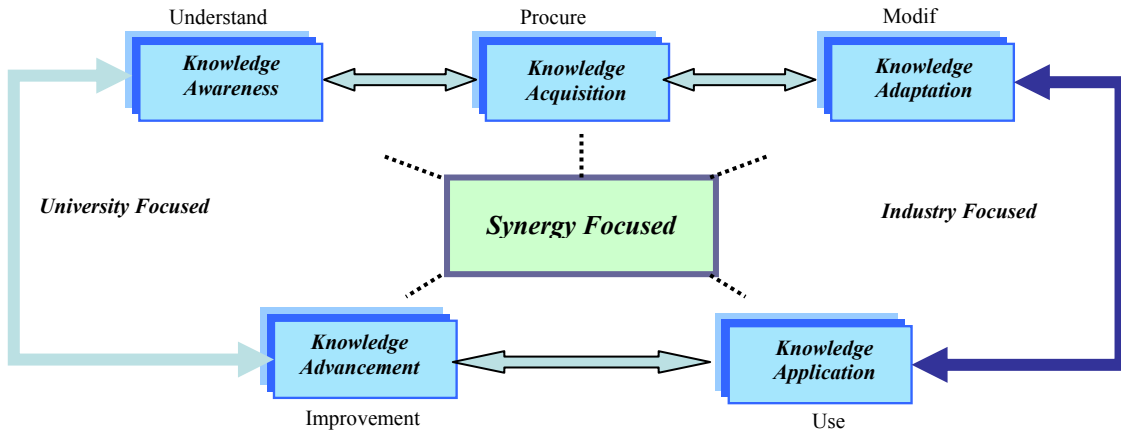 Understand
Procure
Modif
Knowledge
Awareness
Knowledge
Acquisition
Knowledge
Adaptation
University Focused
Synergy Focused
Industry Focused
Knowledge
Advancement
Knowledge
Application
Improvement
Use